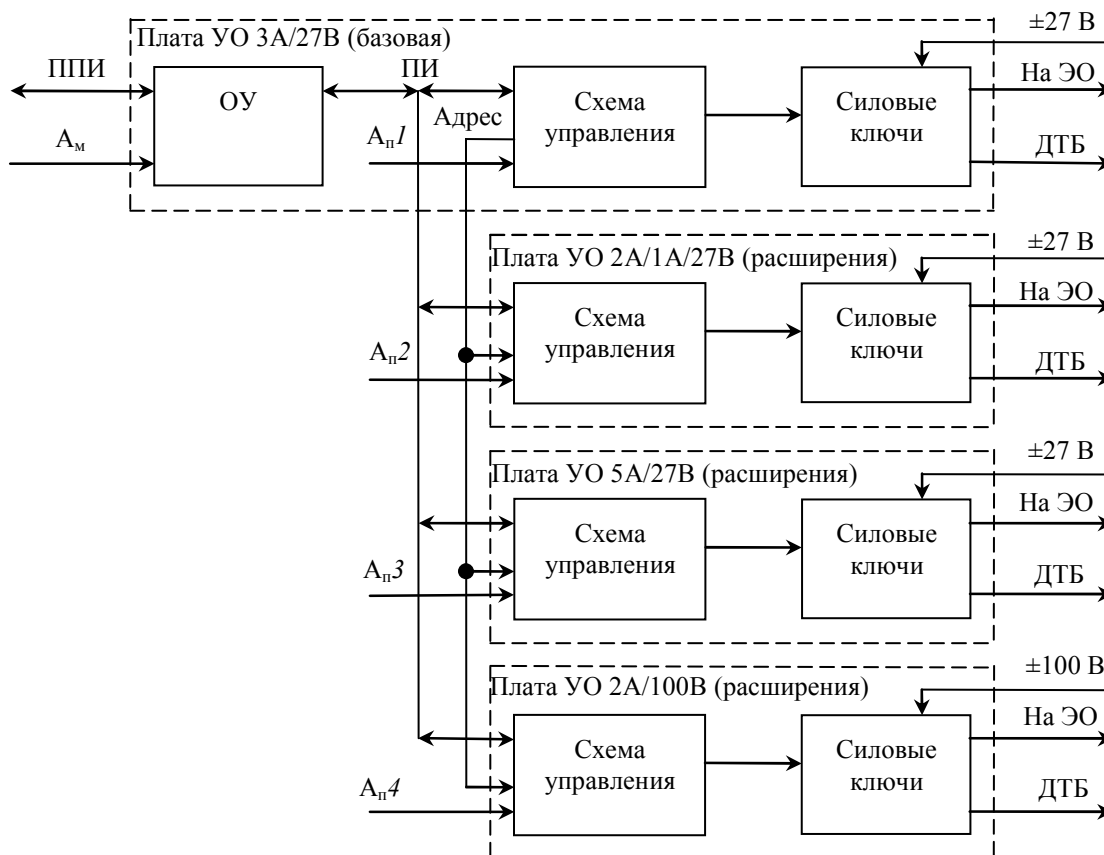 ±27 В
Плата УО 3А/27В (базовая)
ППИ
ОУ
ПИ
Схема
управления
Силовые
ключи
На ЭО
Адрес
Ам
Ап1
ДТБ
±27 В
Плата УО 2А/1А/27В (расширения)
На ЭО
Схема
управления
Силовые
ключи
Ап2
ДТБ
±27 В
Плата УО 5А/27В (расширения)
На ЭО
Схема
управления
Силовые
ключи
Ап3
ДТБ
±100 В
Плата УО 2А/100В (расширения)
На ЭО
Схема
управления
Силовые
ключи
Ап4
ДТБ